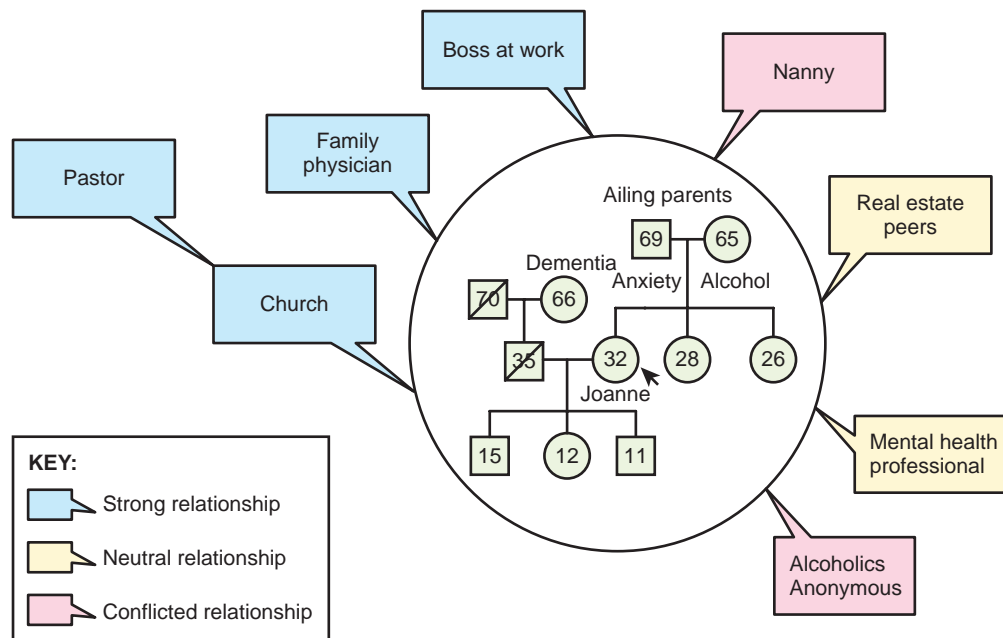 Boss at work
Nanny
Family
physician
Pastor
Church
Real estate
peers
Mental health
professional
Alcoholics
Anonymous
Ailing parents
69
65
Dementia
Anxiety
Alcohol
70
66
35
32
28
26
Joanne
15
12
11
KEY:
Strong relationship
Neutral relationship
Conflicted relationship